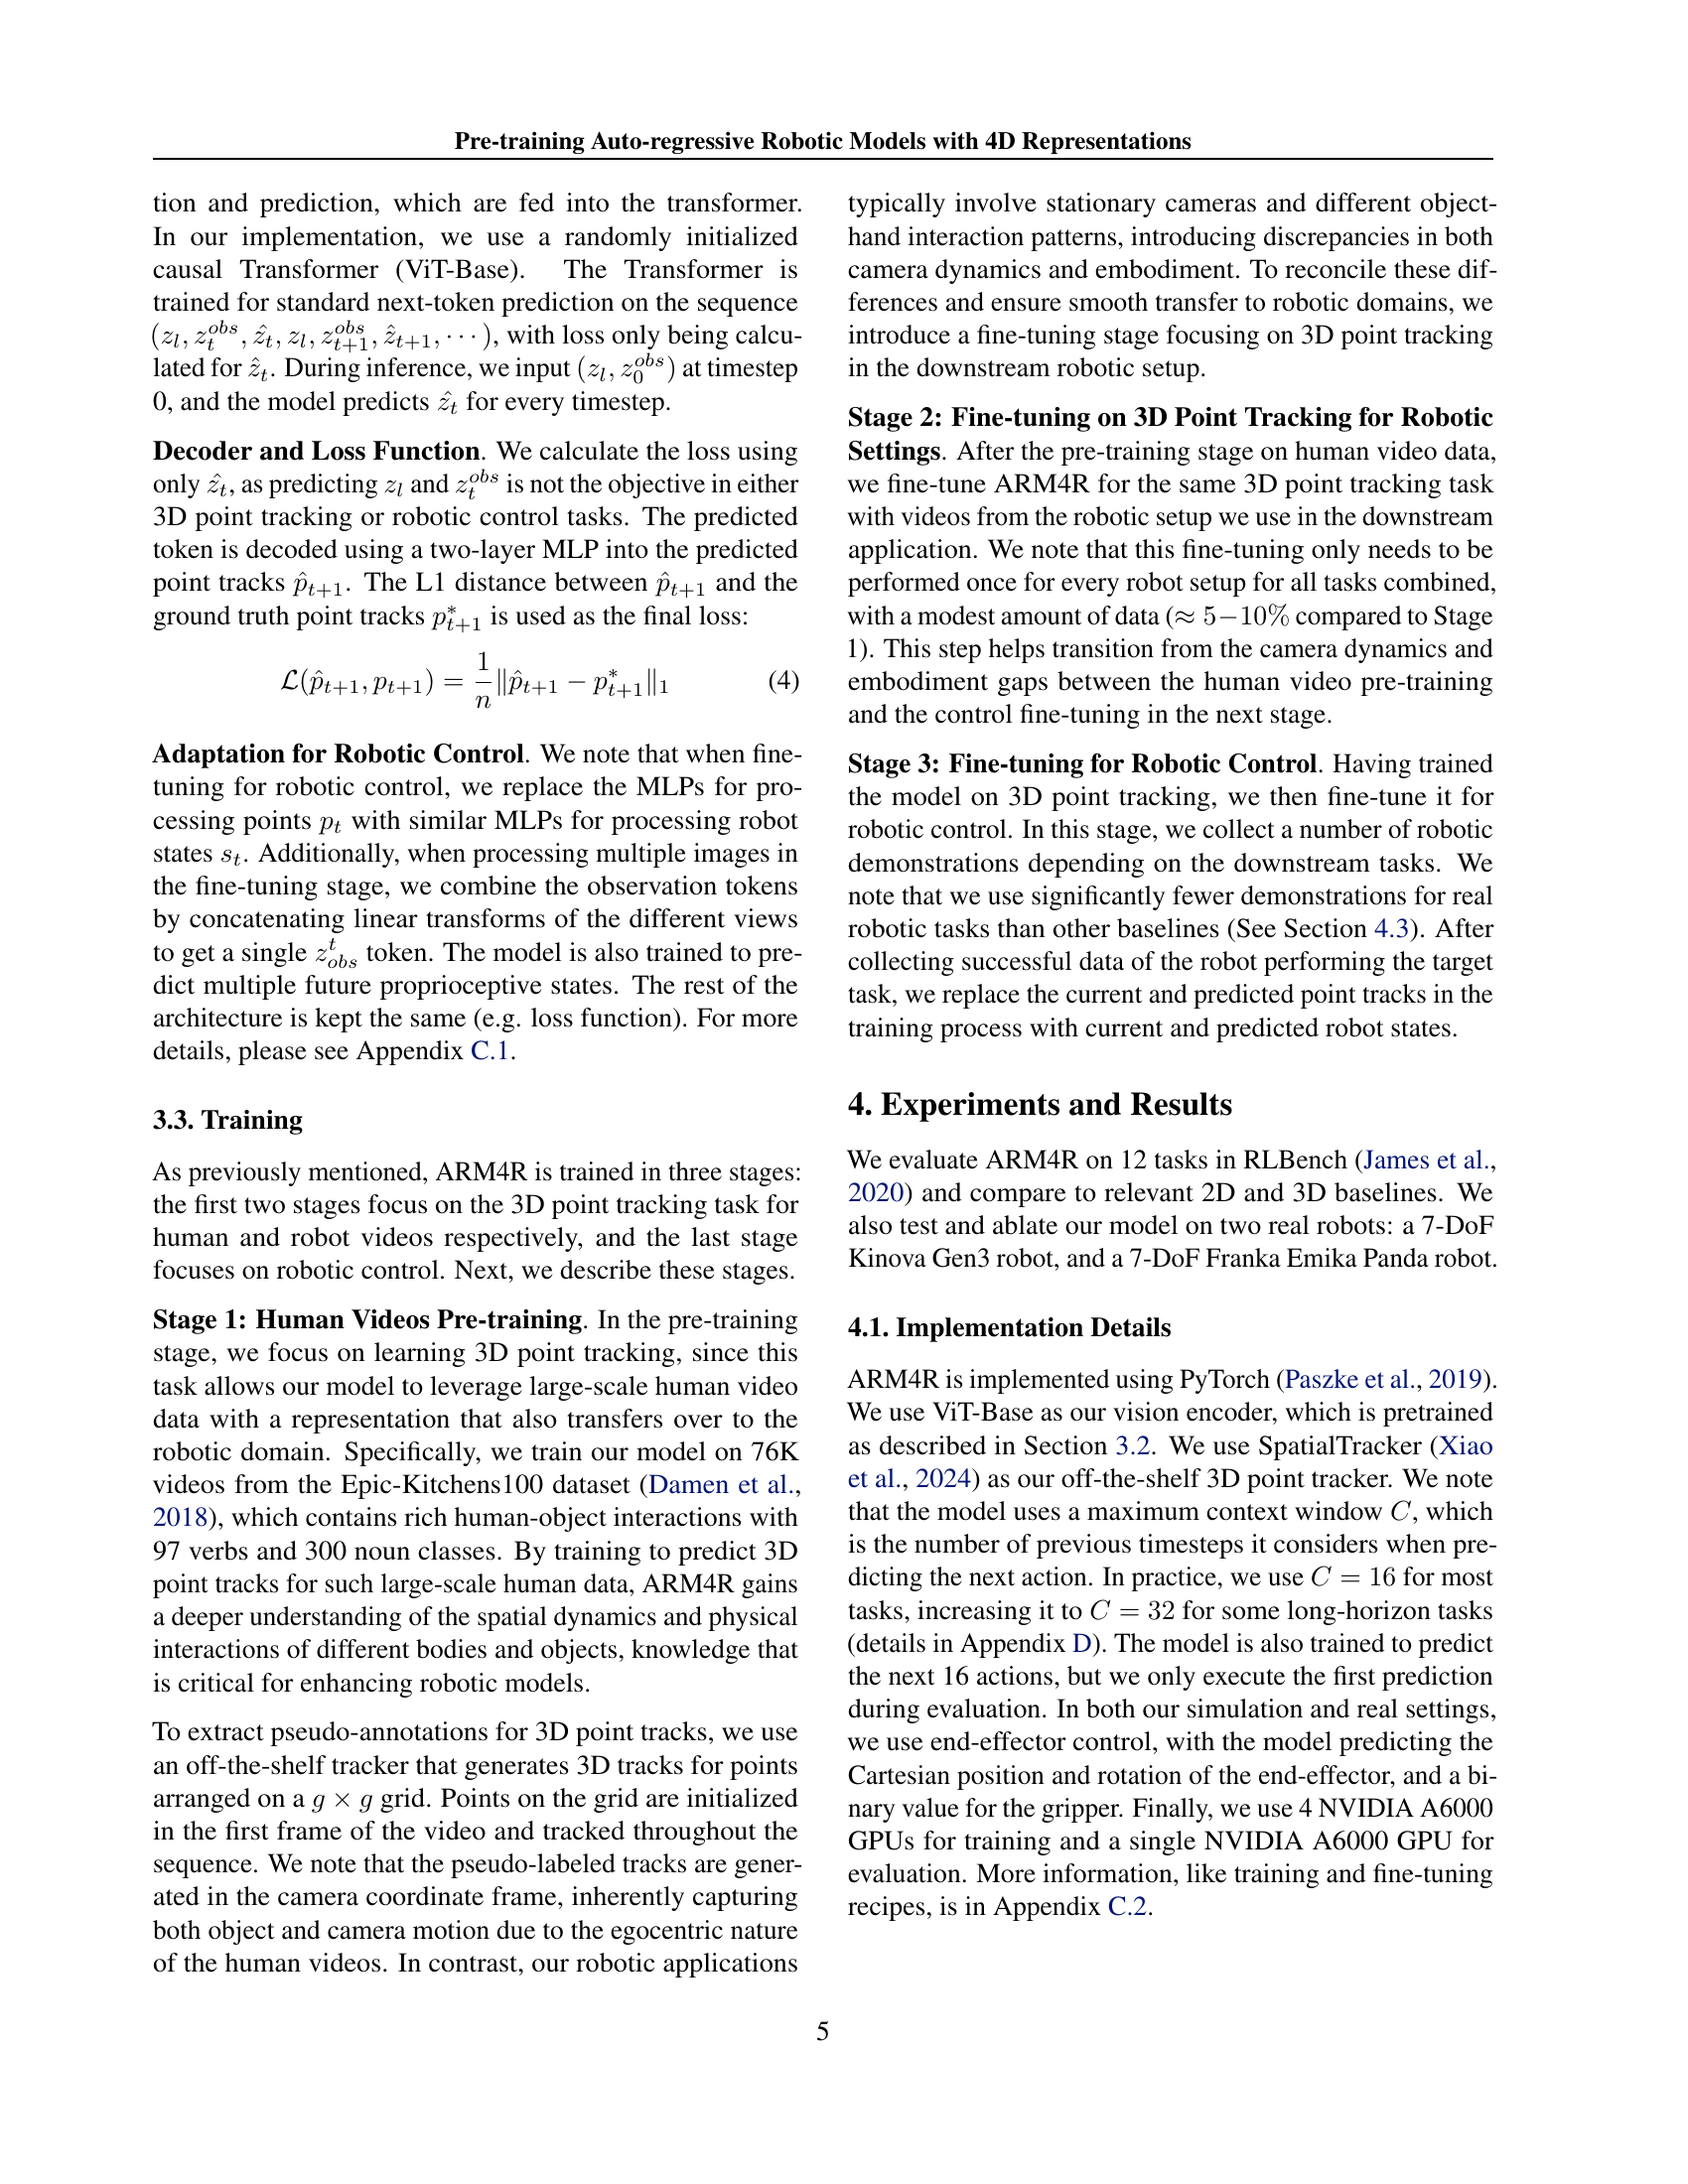 Pre-training Auto-regressive Robotic Models with 4D Representations
tion and prediction, which are fed into the transformer.
In our implementation, we use a randomly initialized
causal Transformer (ViT-Base). The Transformer is
trained for standard next-token prediction on the sequence
(z_l, z_t^{obs}, ẑ_t, z_l, z_{t+1}^{obs}, ẑ_{t+1}, ···), with loss only being calcu-
lated for ẑ_t. During inference, we input (z_l, z_0^{obs}) at timestep
0, and the model predicts ẑ_t for every timestep.
Decoder and Loss Function. We calculate the loss using
only ẑ_t, as predicting z_l and z_t^{obs} is not the objective in either
3D point tracking or robotic control tasks. The predicted
token is decoded using a two-layer MLP into the predicted
point tracks p̂_{t+1}. The L1 distance between p̂_{t+1} and the
ground truth point tracks p^*_{t+1} is used as the final loss:
ℒ(p̂_{t+1}, p_{t+1}) = \frac{1}{n}‖p̂_{t+1} − p^*_{t+1}‖_1 (4)
Adaptation for Robotic Control. We note that when fine-
tuning for robotic control, we replace the MLPs for pro-
cessing points p_t with similar MLPs for processing robot
states s_t. Additionally, when processing multiple images in
the fine-tuning stage, we combine the observation tokens
by concatenating linear transforms of the different views
to get a single z^t_{obs} token. The model is also trained to pre-
dict multiple future proprioceptive states. The rest of the
architecture is kept the same (e.g. loss function). For more
details, please see Appendix C.1.
3.3. Training
As previously mentioned, ARM4R is trained in three stages:
the first two stages focus on the 3D point tracking task for
human and robot videos respectively, and the last stage
focuses on robotic control. Next, we describe these stages.
Stage 1: Human Videos Pre-training. In the pre-training
stage, we focus on learning 3D point tracking, since this
task allows our model to leverage large-scale human video
data with a representation that also transfers over to the
robotic domain. Specifically, we train our model on 76K
videos from the Epic-Kitchens100 dataset (Damen et al.,
2018), which contains rich human-object interactions with
97 verbs and 300 noun classes. By training to predict 3D
point tracks for such large-scale human data, ARM4R gains
a deeper understanding of the spatial dynamics and physical
interactions of different bodies and objects, knowledge that
is critical for enhancing robotic models.
To extract pseudo-annotations for 3D point tracks, we use
an off-the-shelf tracker that generates 3D tracks for points
arranged on a g × g grid. Points on the grid are initialized
in the first frame of the video and tracked throughout the
sequence. We note that the pseudo-labeled tracks are gener-
ated in the camera coordinate frame, inherently capturing
both object and camera motion due to the egocentric nature
of the human videos. In contrast, our robotic applications
typically involve stationary cameras and different object-
hand interaction patterns, introducing discrepancies in both
camera dynamics and embodiment. To reconcile these dif-
ferences and ensure smooth transfer to robotic domains, we
introduce a fine-tuning stage focusing on 3D point tracking
in the downstream robotic setup.
Stage 2: Fine-tuning on 3D Point Tracking for Robotic
Settings. After the pre-training stage on human video data,
we fine-tune ARM4R for the same 3D point tracking task
with videos from the robotic setup we use in the downstream
application. We note that this fine-tuning only needs to be
performed once for every robot setup for all tasks combined,
with a modest amount of data (≈ 5−10% compared to Stage
1). This step helps transition from the camera dynamics and
embodiment gaps between the human video pre-training
and the control fine-tuning in the next stage.
Stage 3: Fine-tuning for Robotic Control. Having trained
the model on 3D point tracking, we then fine-tune it for
robotic control. In this stage, we collect a number of robotic
demonstrations depending on the downstream tasks. We
note that we use significantly fewer demonstrations for real
robotic tasks than other baselines (See Section 4.3). After
collecting successful data of the robot performing the target
task, we replace the current and predicted point tracks in the
training process with current and predicted robot states.
4. Experiments and Results
We evaluate ARM4R on 12 tasks in RLBench (James et al.,
2020) and compare to relevant 2D and 3D baselines. We
also test and ablate our model on two real robots: a 7-DoF
Kinova Gen3 robot, and a 7-DoF Franka Emika Panda robot.
4.1. Implementation Details
ARM4R is implemented using PyTorch (Paszke et al., 2019).
We use ViT-Base as our vision encoder, which is pretrained
as described in Section 3.2. We use SpatialTracker (Xiao
et al., 2024) as our off-the-shelf 3D point tracker. We note
that the model uses a maximum context window C, which
is the number of previous timesteps it considers when pre-
dicting the next action. In practice, we use C = 16 for most
tasks, increasing it to C = 32 for some long-horizon tasks
(details in Appendix D). The model is also trained to predict
the next 16 actions, but we only execute the first prediction
during evaluation. In both our simulation and real settings,
we use end-effector control, with the model predicting the
Cartesian position and rotation of the end-effector, and a bi-
nary value for the gripper. Finally, we use 4 NVIDIA A6000
GPUs for training and a single NVIDIA A6000 GPU for
evaluation. More information, like training and fine-tuning
recipes, is in Appendix C.2.
5